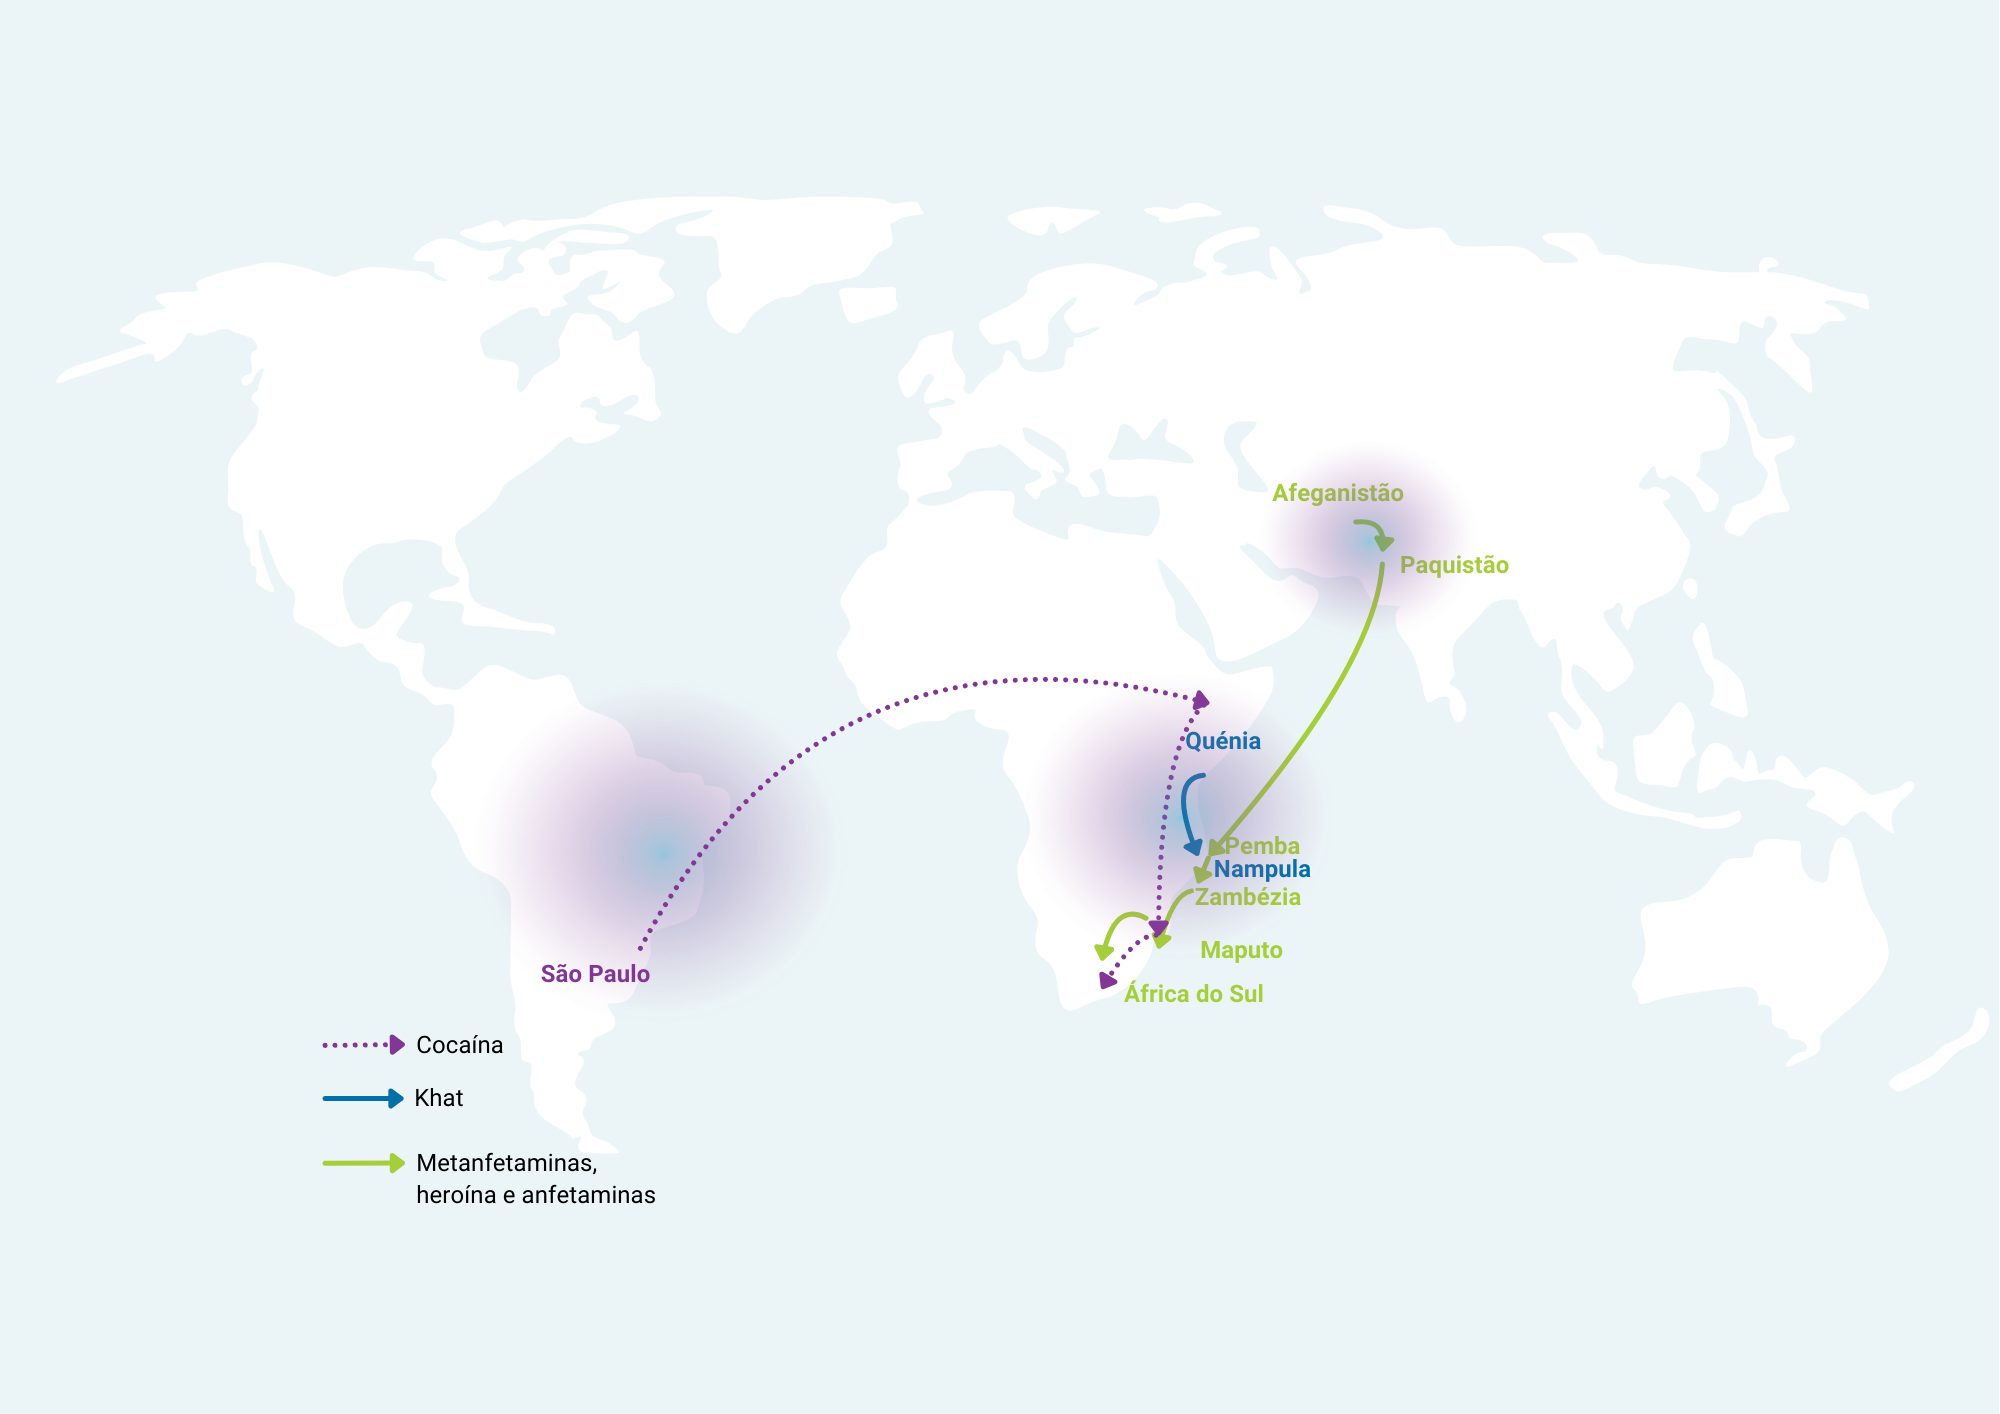 Afeganistão
Paquistão
Quénia
Pemba
Nampula
Zambézia
Maputo
São Paulo
África do Sul
Cocaína
Khat
Metanfetaminas,
heroína e anfetaminas